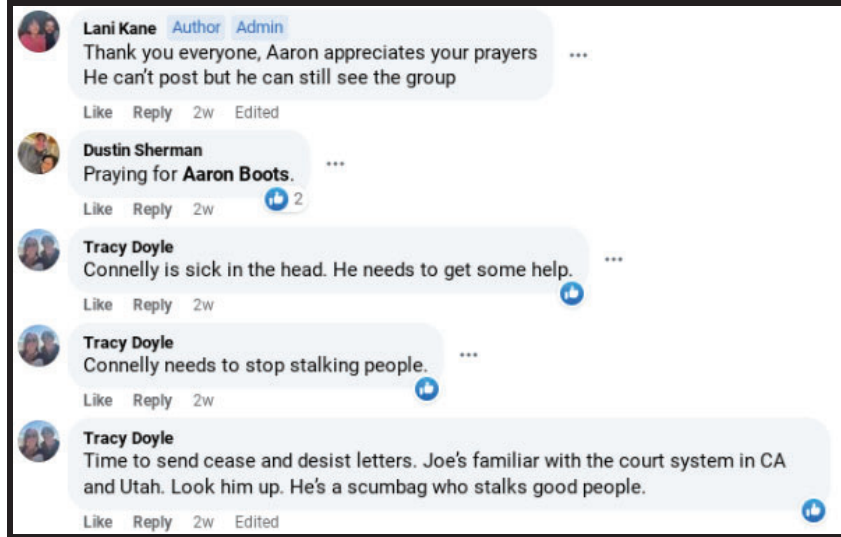 Lani Kane Author Admin
Thank you everyone, Aaron appreciates your prayers
He can't post but he can still see the group
Like Reply 2w Edited
Dustin Sherman
Praying for Aaron Boots.
2
Like Reply 2w
Tracy Doyle
Connelly is sick in the head. He needs to get some help.
Like Reply 2w
Tracy Doyle
Connelly needs to stop stalking people.
Like Reply 2w
Tracy Doyle
Time to send cease and desist letters. Joe's familiar with the court system in CA
and Utah. Look him up. He's a scumbag who stalks good people.
Like Reply 2w Edited